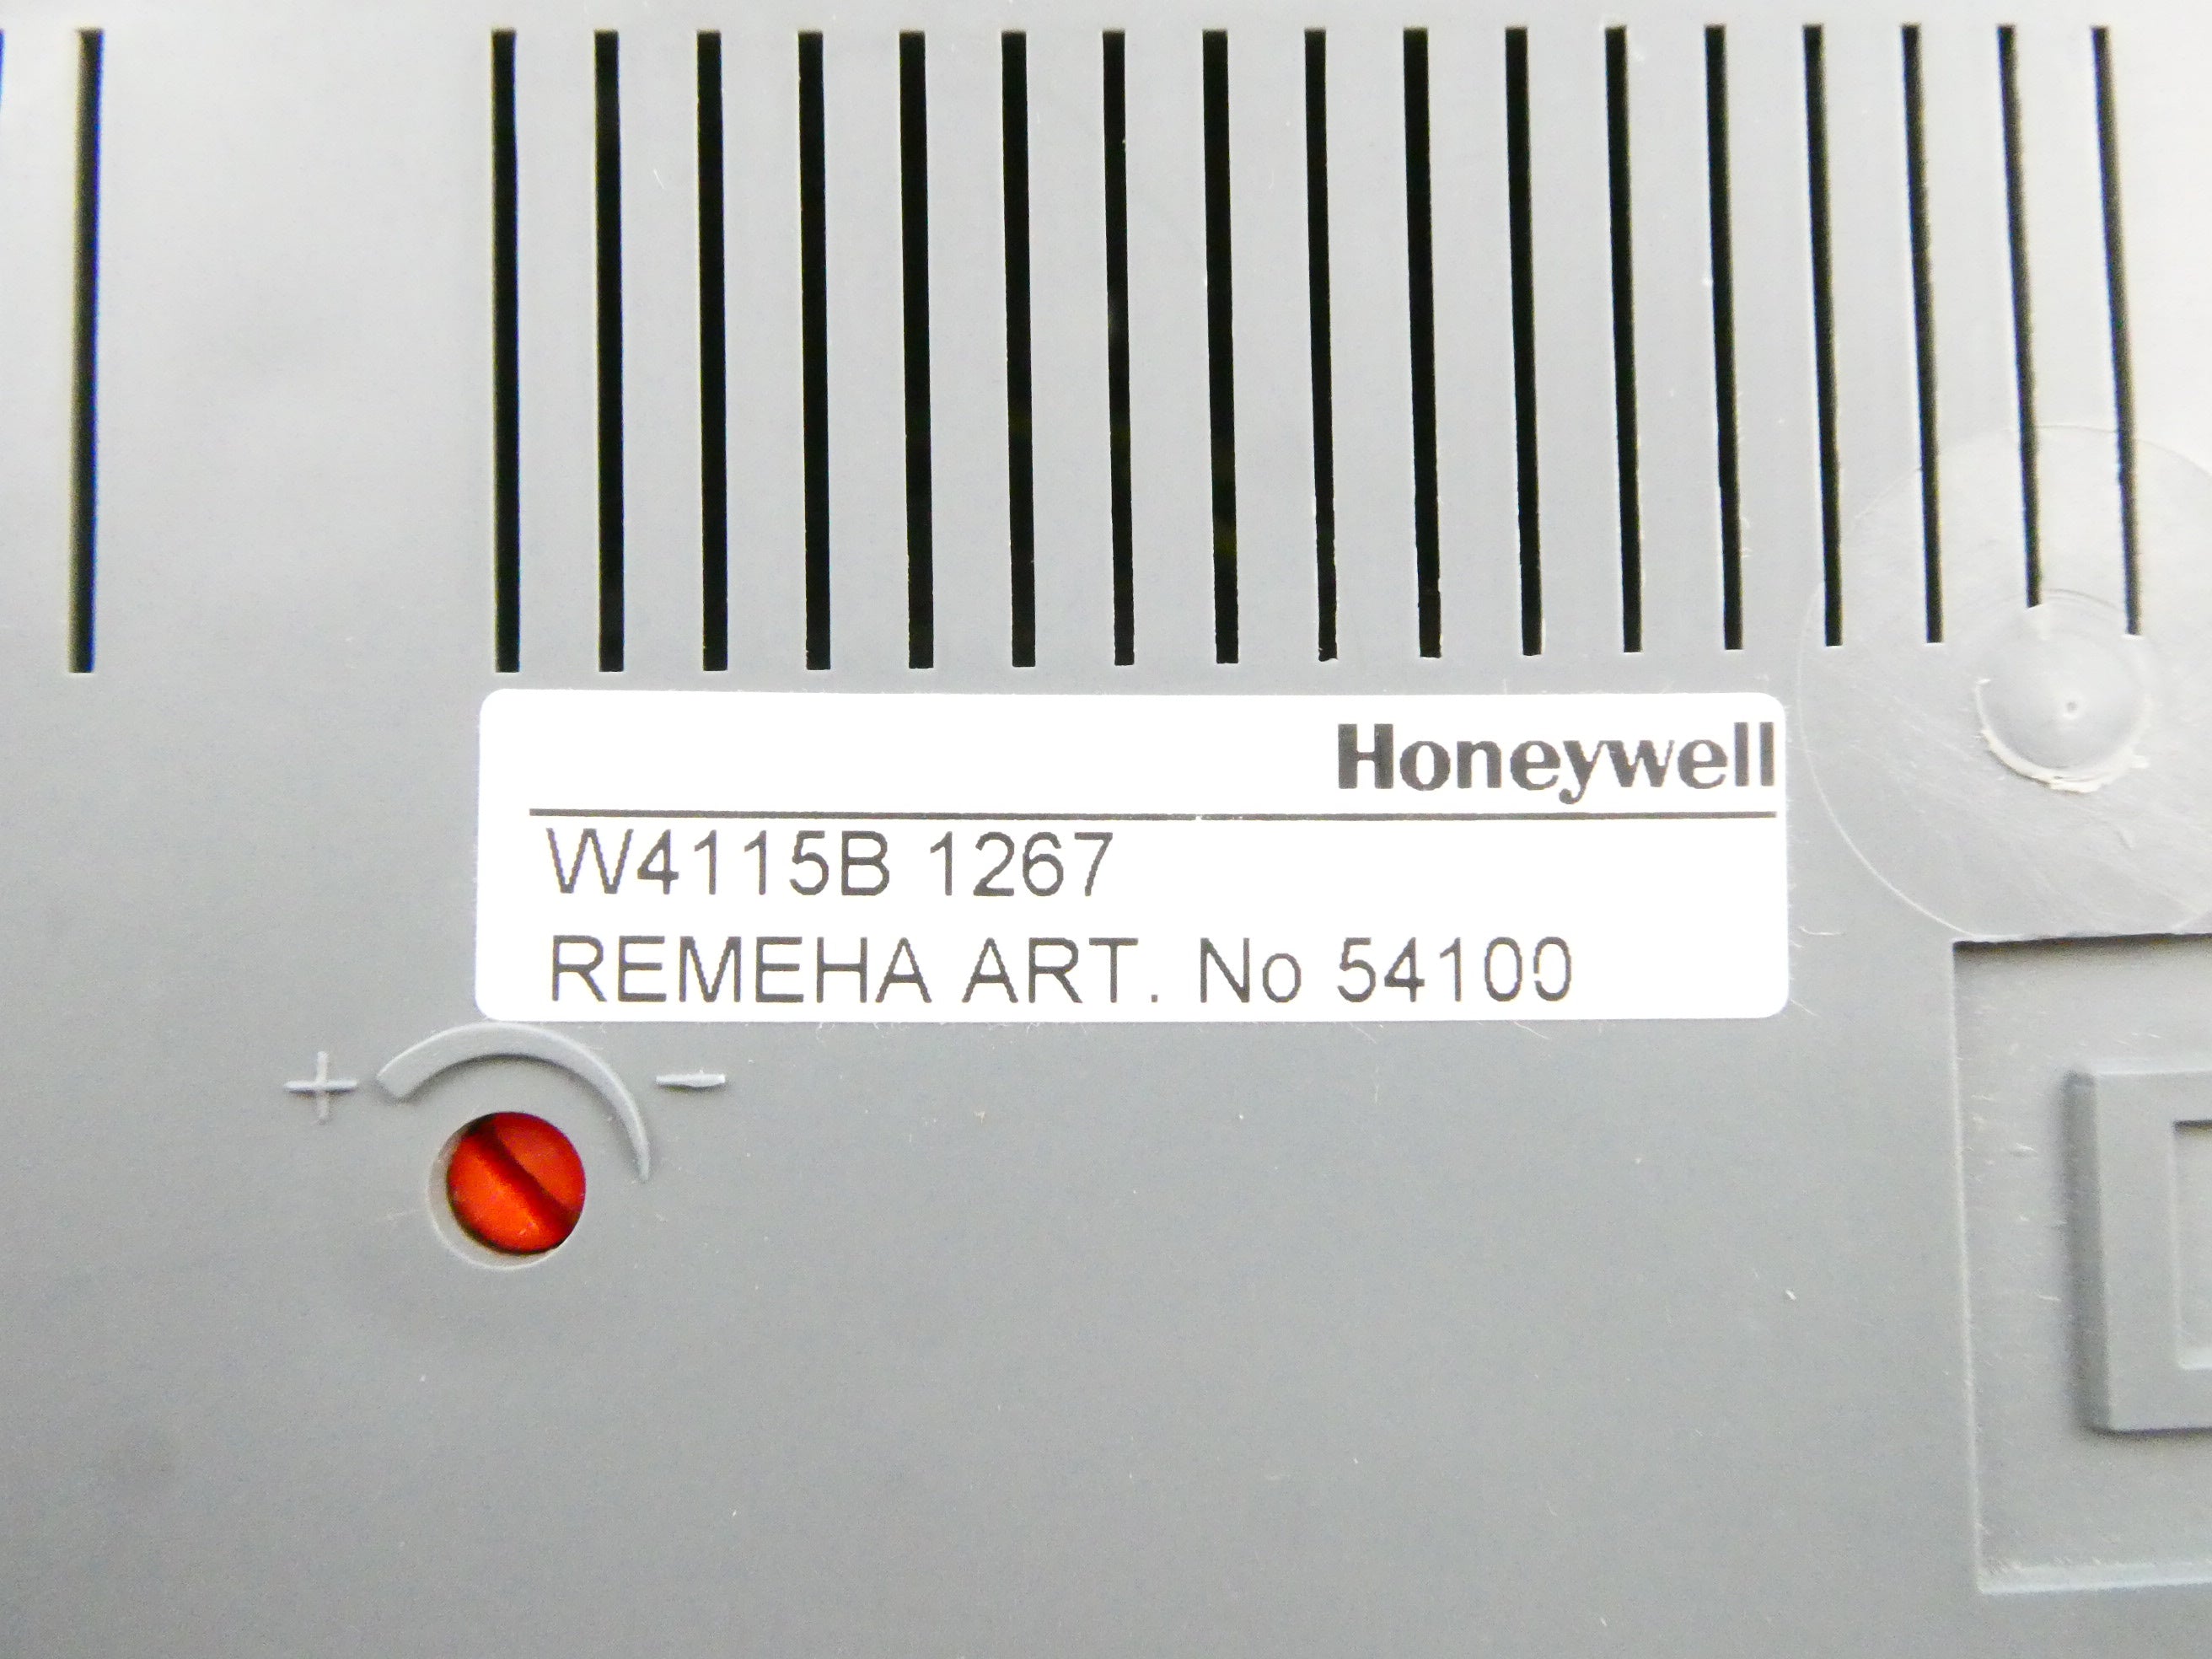 Honeywell
W4115B 1267
REMEHA ART. No 54100
+ -